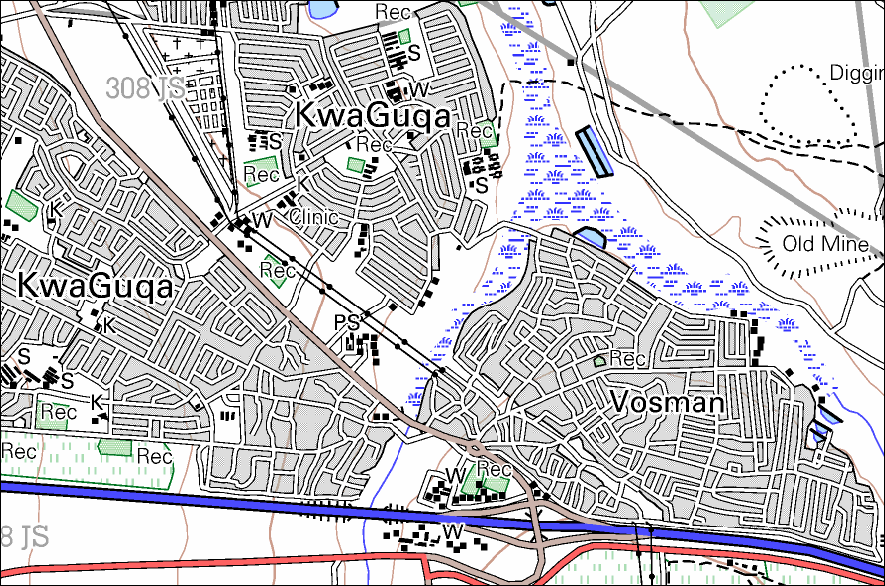 Rec
S
Diggin
308 JS
W
KwaGuqa
Rec
S
Rec
Rec
S
K
Clinic
W
Old Mine
Rec
KwaGuqa
K
PS
S
S
Rec
K
Vosman
Rec
Rec
Rec
W
Rec
W
8 JS